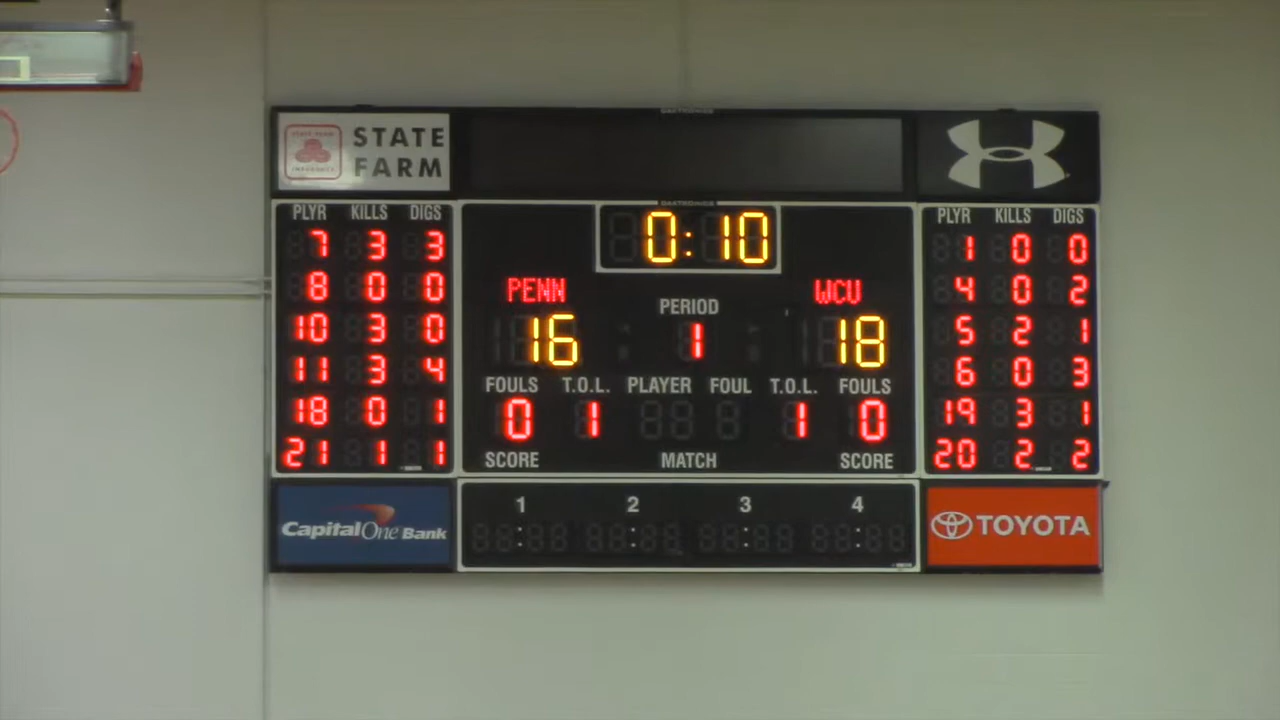 STATE FARM
STATE FARM
INSURANCE
PLYR KILLS DIGS
7 3 3
8 0 0
10 3 0
11 3 4
18 0 1
21 1 1
0:10
PENN WCU
PERIOD
16 1 18
FOULS T.O.L. PLAYER FOUL T.O.L. FOULS
0 1 1 0
SCORE MATCH SCORE
PLYR KILLS DIGS
1 0 0
4 0 2
5 2 1
6 0 3
19 3 1
20 2 2
CapitalOne Bank
1 2 3 4
TOYOTA